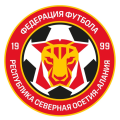 ФЕДЕРАЦИЯ ФУТБОЛА
19 99
РЕСПУБЛИКА СЕВЕРНАЯ ОСЕТИЯ-АЛАНИЯ